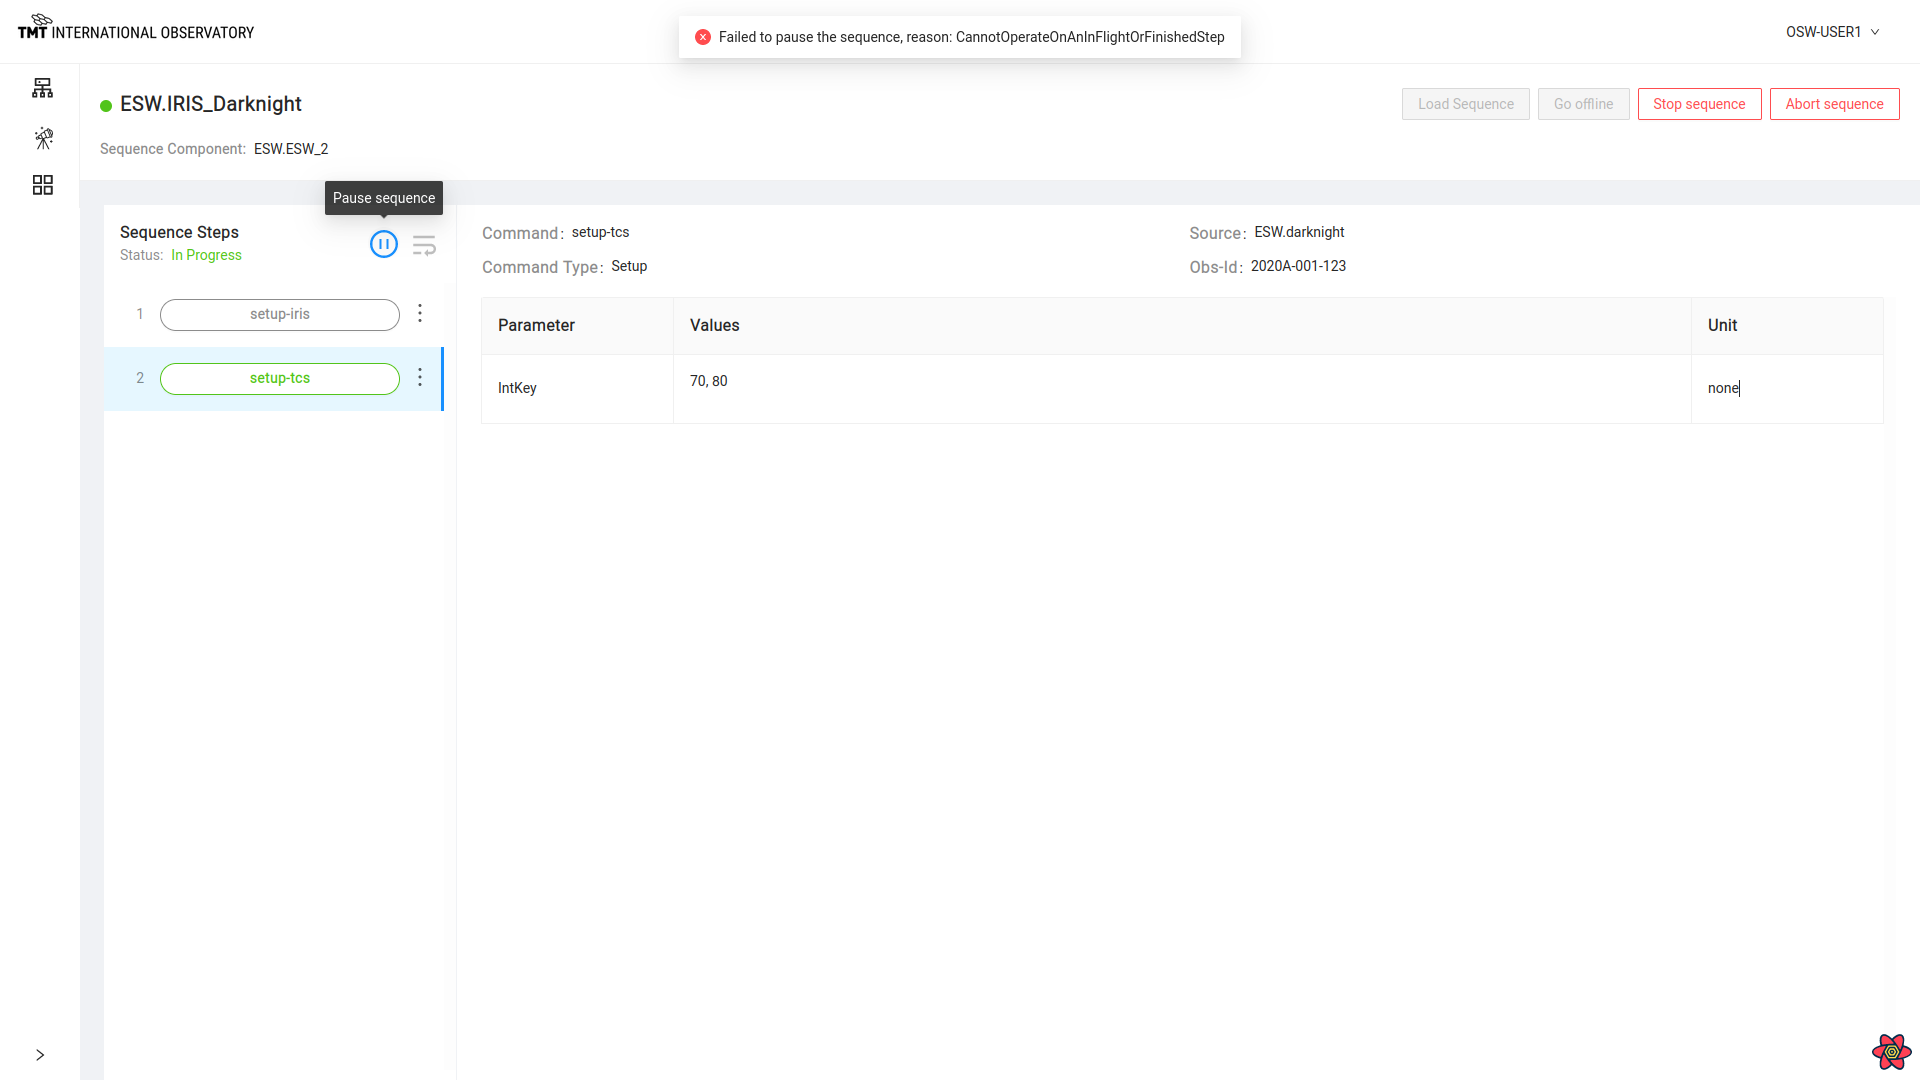 TMT INTERNATIONAL OBSERVATORY
Failed to pause the sequence, reason: CannotOperateOnAnInFlightOrFinishedStep
OSW-USER1
ESW.IRIS_Darknight
Load Sequence
Go offline
Stop sequence
Abort sequence
Sequence Component: ESW.ESW_2
Pause sequence
Sequence Steps
Status: In Progress
1 setup-iris
2 setup-tcs
Command: setup-tcs
Source: ESW.darknight
Command Type: Setup
Obs-Id: 2020A-001-123
Parameter Values Unit
IntKey 70, 80 none